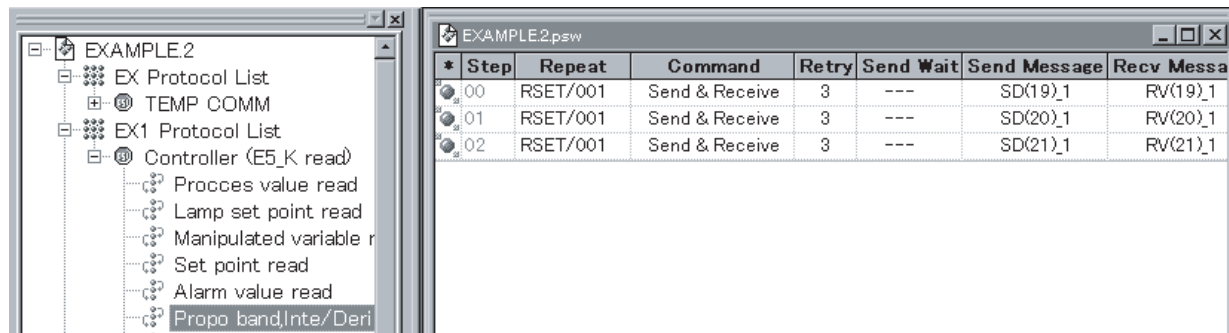 EXAMPLE.2
EX Protocol List
TEMP COMM
EX1 Protocol List
Controller (E5_K read)
Procces value read
Lamp set point read
Manipulated variable r
Set point read
Alarm value read
Propo band,Inte/Deri
EXAMPLE.2.psw
* Step Repeat Command Retry Send Wait Send Message Recv Messa
00 RSET/001 Send & Receive 3 --- SD(19)_1 RV(19)_1
01 RSET/001 Send & Receive 3 --- SD(20)_1 RV(20)_1
02 RSET/001 Send & Receive 3 --- SD(21)_1 RV(21)_1